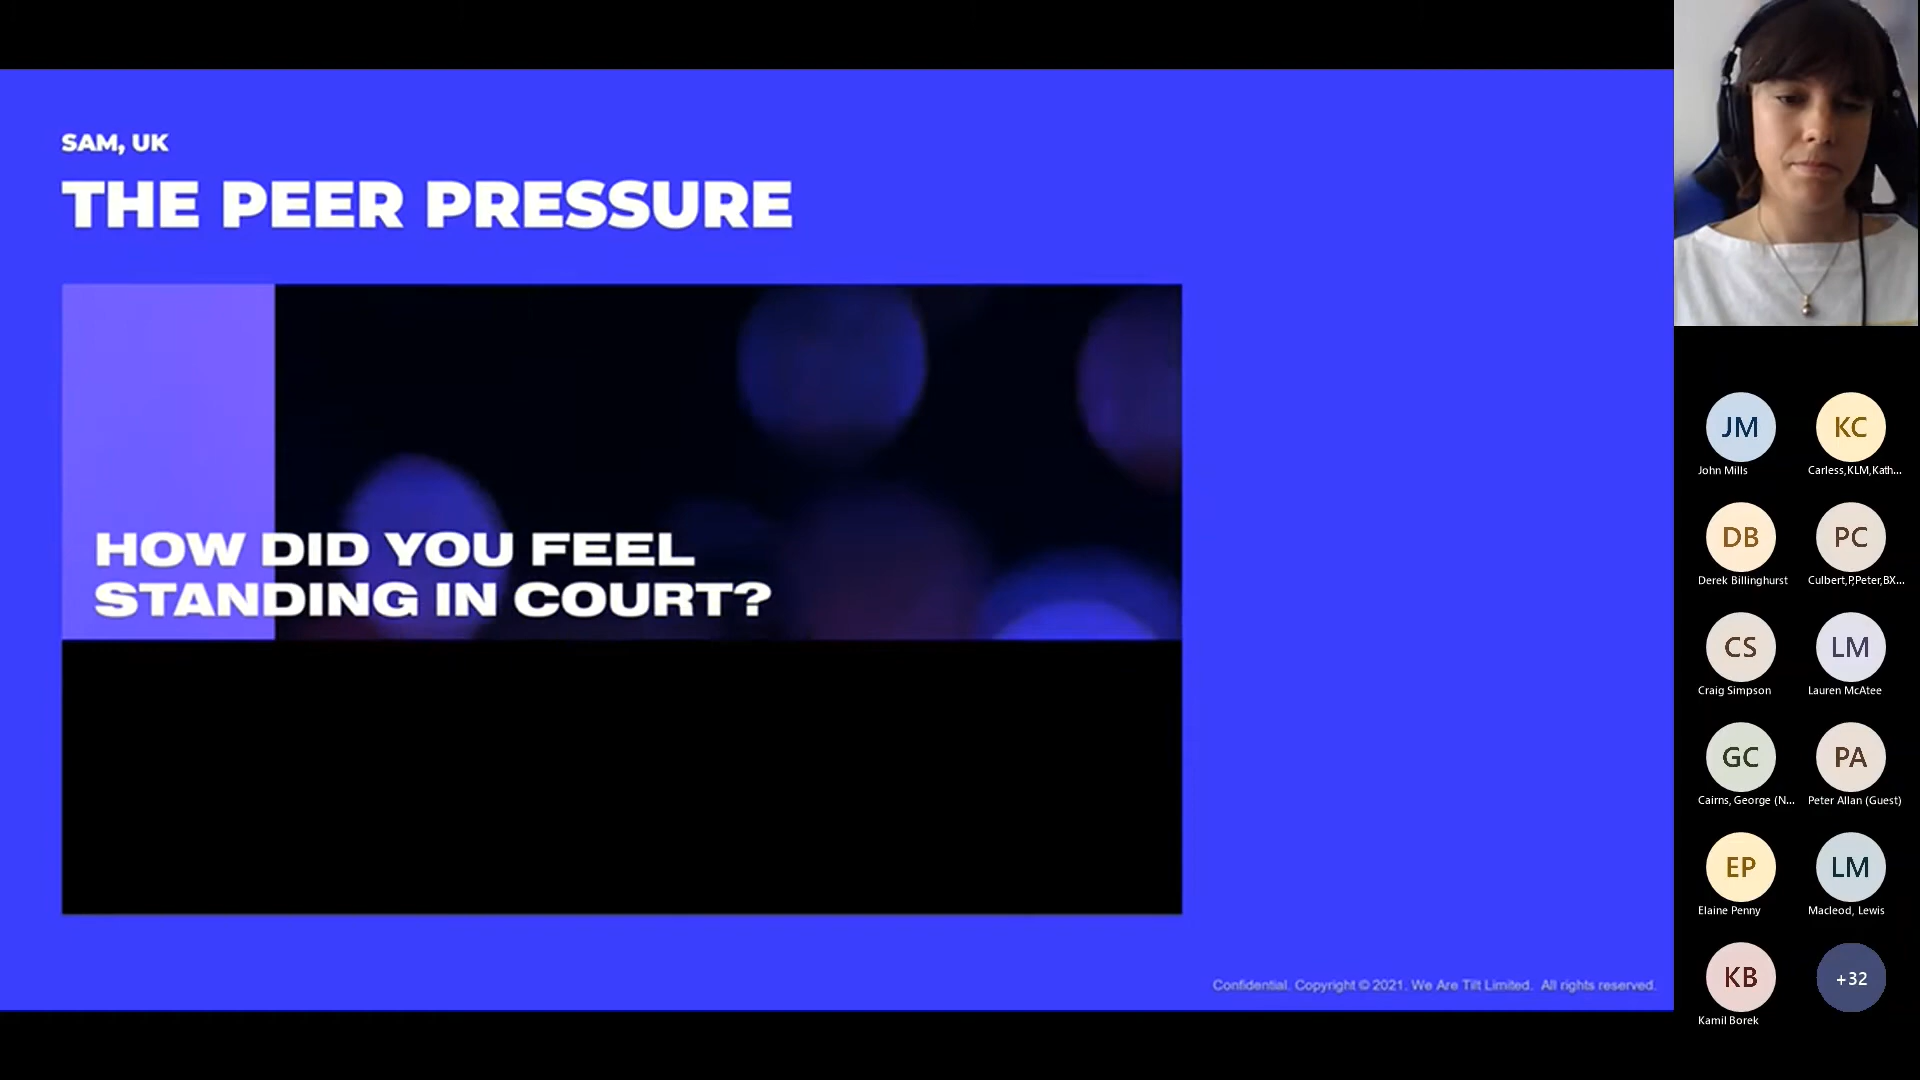 SAM, UK
THE PEER PRESSURE
HOW DID YOU FEEL
STANDING IN COURT?
Confidential. Copyright © 2021. We Are Tilt Limited. All rights reserved.
JM
John Mills
KC
Carless,KLM,Kath...
DB
Derek Billinghurst
PC
Culbert,P,Peter,BX...
CS
Craig Simpson
LM
Lauren McAtee
GC
Cairns, George (N...
PA
Peter Allan (Guest)
EP
Elaine Penny
LM
Macleod, Lewis
KB
Kamil Borek
+32